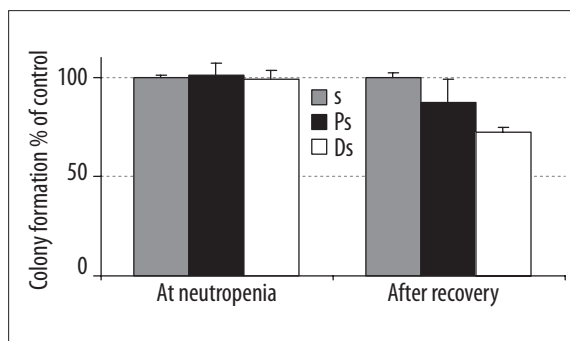 Colony formation % of control
100
50
0
s
Ps
Ds
At neutropenia
After recovery